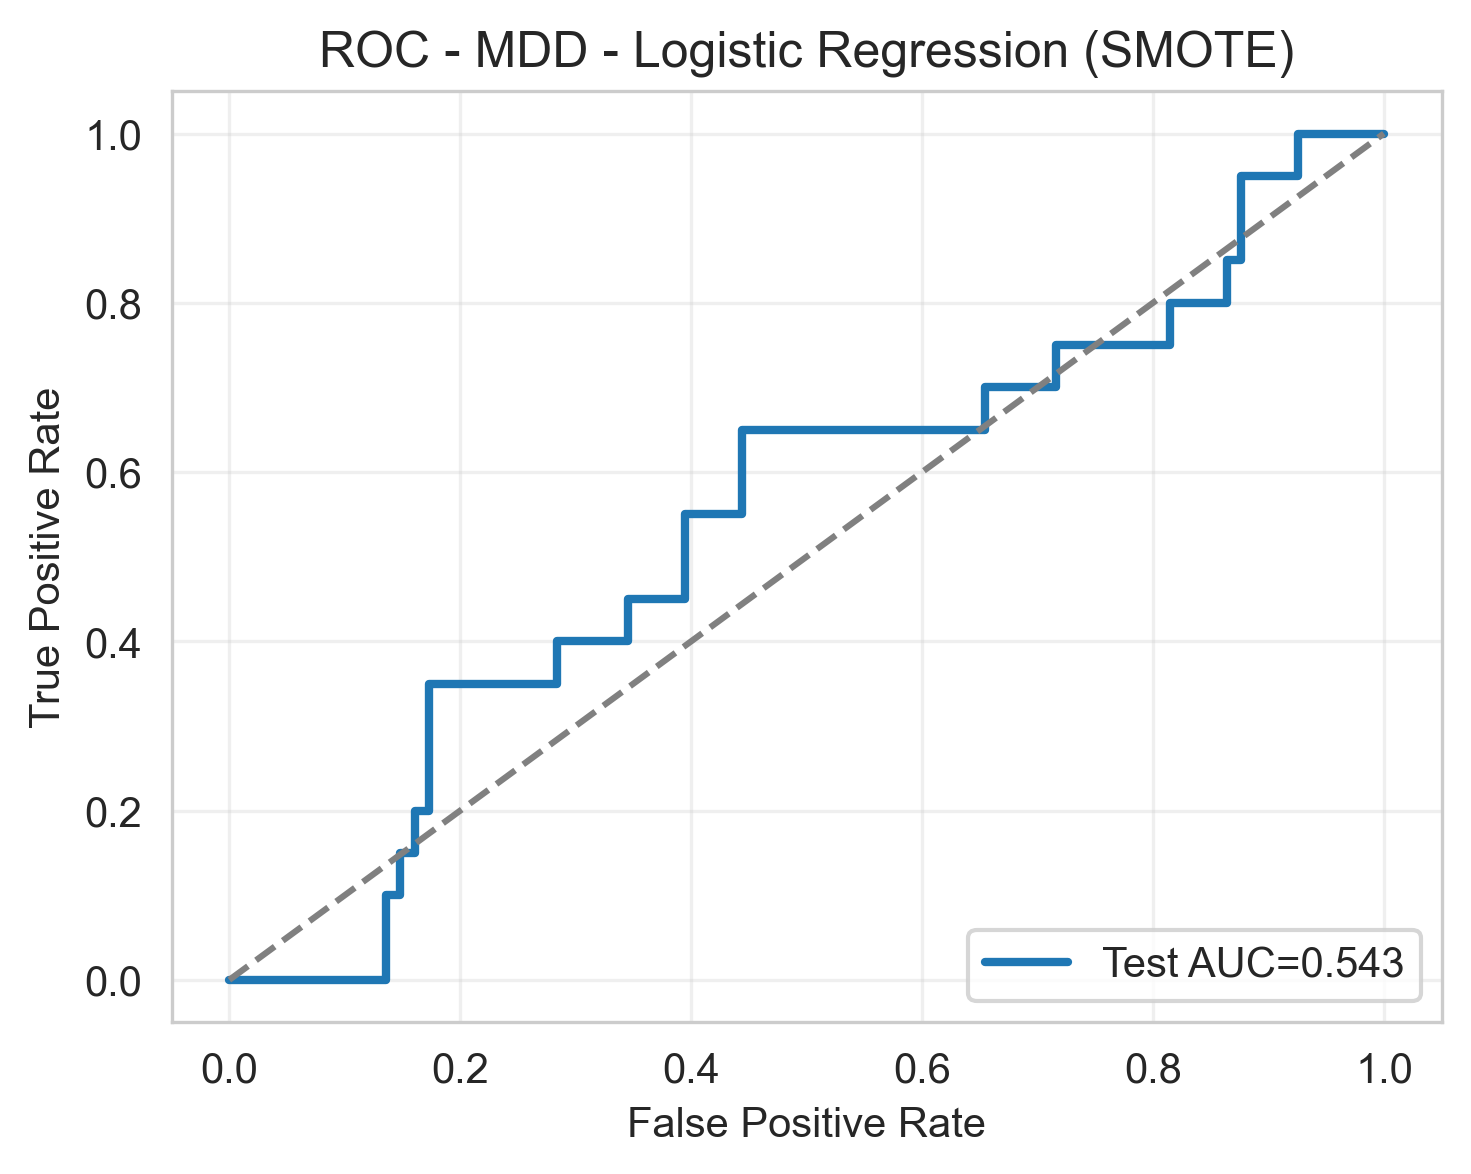 ROC - MDD - Logistic Regression (SMOTE)
True Positive Rate
1.0
0.8
0.6
0.4
0.2
0.0
Test AUC=0.543
0.0 0.2 0.4 0.6 0.8 1.0
False Positive Rate